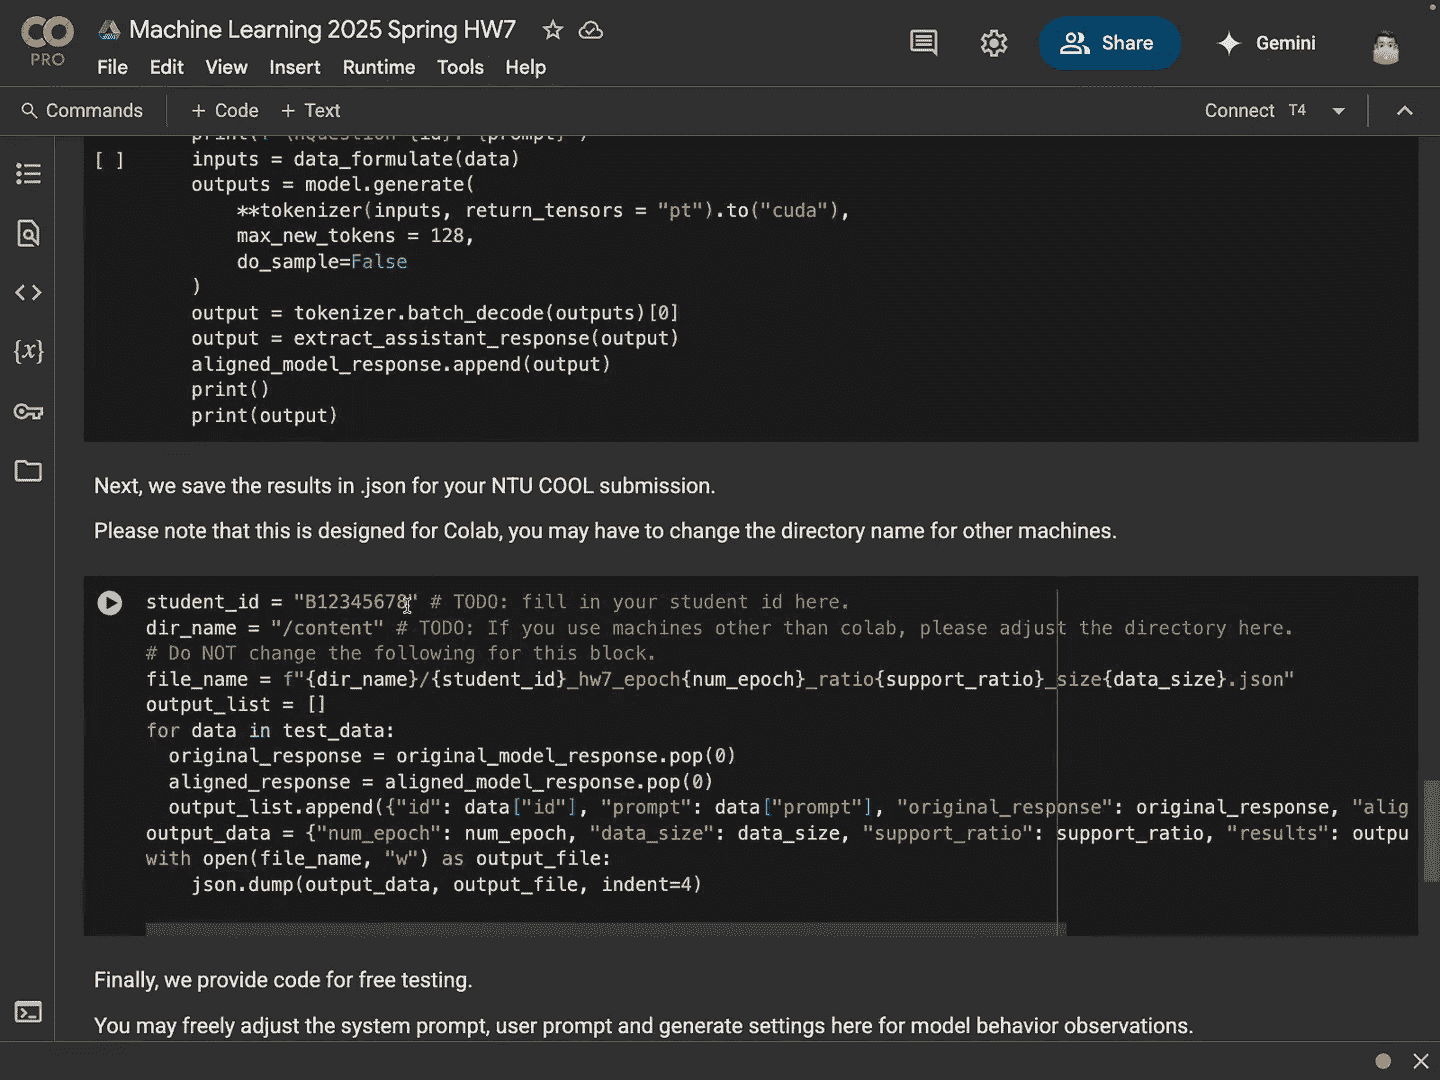 CO
PRO
Machine Learning 2025 Spring HW7
File Edit View Insert Runtime Tools Help
Share
Gemini
Commands
+ Code + Text
Connect T4
[ ]
inputs = data_formulate(data)
outputs = model.generate(
**tokenizer(inputs, return_tensors = "pt").to("cuda"),
max_new_tokens = 128,
do_sample=False
)
output = tokenizer.batch_decode(outputs)[0]
output = extract_assistant_response(output)
aligned_model_response.append(output)
print()
print(output)
Next, we save the results in .json for your NTU COOL submission.
Please note that this is designed for Colab, you may have to change the directory name for other machines.
student_id = "B12345678" # TODO: fill in your student id here.
dir_name = "/content" # TODO: If you use machines other than colab, please adjust the directory here.
# Do NOT change the following for this block.
file_name = f"{dir_name}/{student_id}_hw7_epoch{num_epoch}_ratio{support_ratio}_size{data_size}.json"
output_list = []
for data in test_data:
original_response = original_model_response.pop(0)
aligned_response = aligned_model_response.pop(0)
output_list.append({"id": data["id"], "prompt": data["prompt"], "original_response": original_response, "alig
output_data = {"num_epoch": num_epoch, "data_size": data_size, "support_ratio": support_ratio, "results": outpu
with open(file_name, "w") as output_file:
json.dump(output_data, output_file, indent=4)
Finally, we provide code for free testing.
You may freely adjust the system prompt, user prompt and generate settings here for model behavior observations.